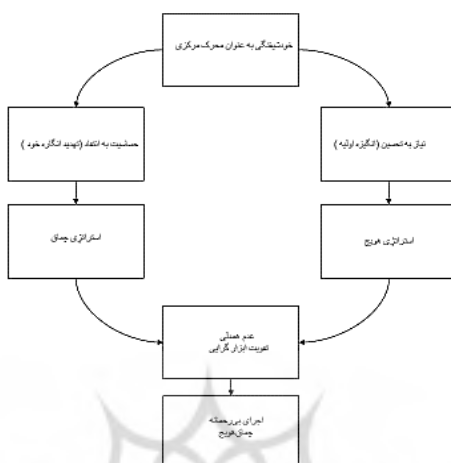 خودشیفتگی به عنوان محرک مرکزی
نیاز به تحسین (انگیزه اولیه )
حساسیت به انتقاد (تهدید انگاره خود )
استراتژی هویج
استراتژی چماق
عدم همدلی
تقویت ابزار گرایی
اجرای بی‌رحمانه
چماق‌هویج